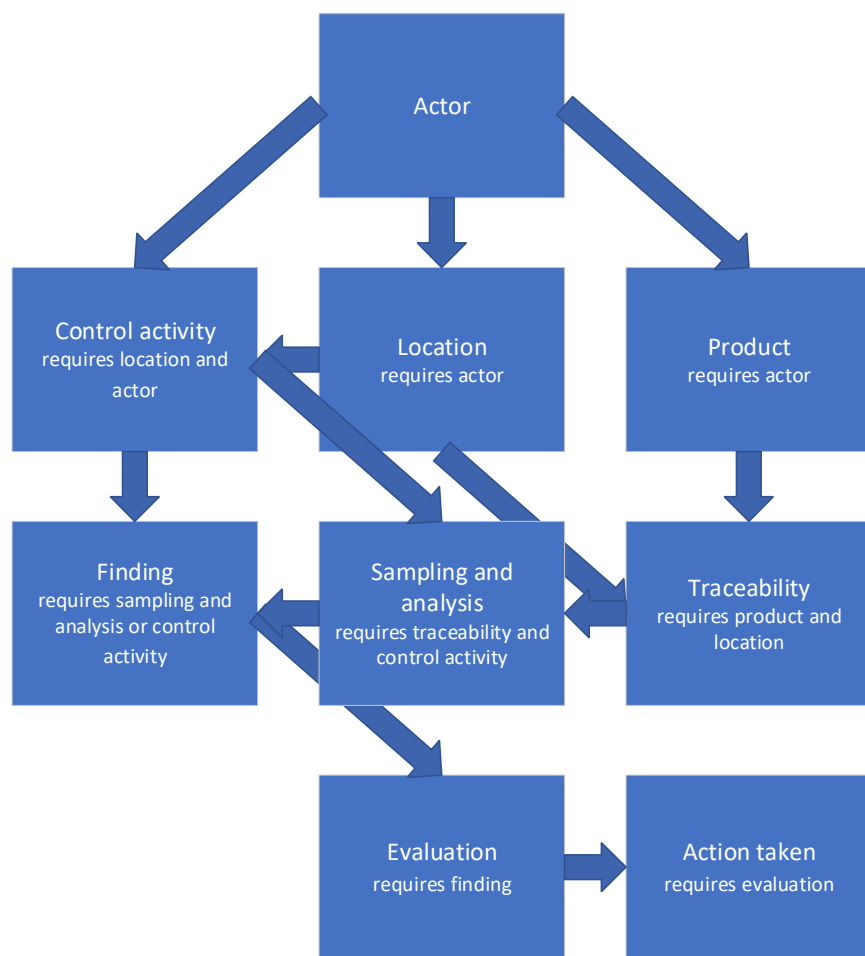 Actor
Control activity
requires location and
actor
Location
requires actor
Product
requires actor
Finding
requires sampling and
analysis or control
activity
Sampling and
analysis
requires traceability and
control activity
Traceability
requires product and
location
Evaluation
requires finding
Action taken
requires evaluation